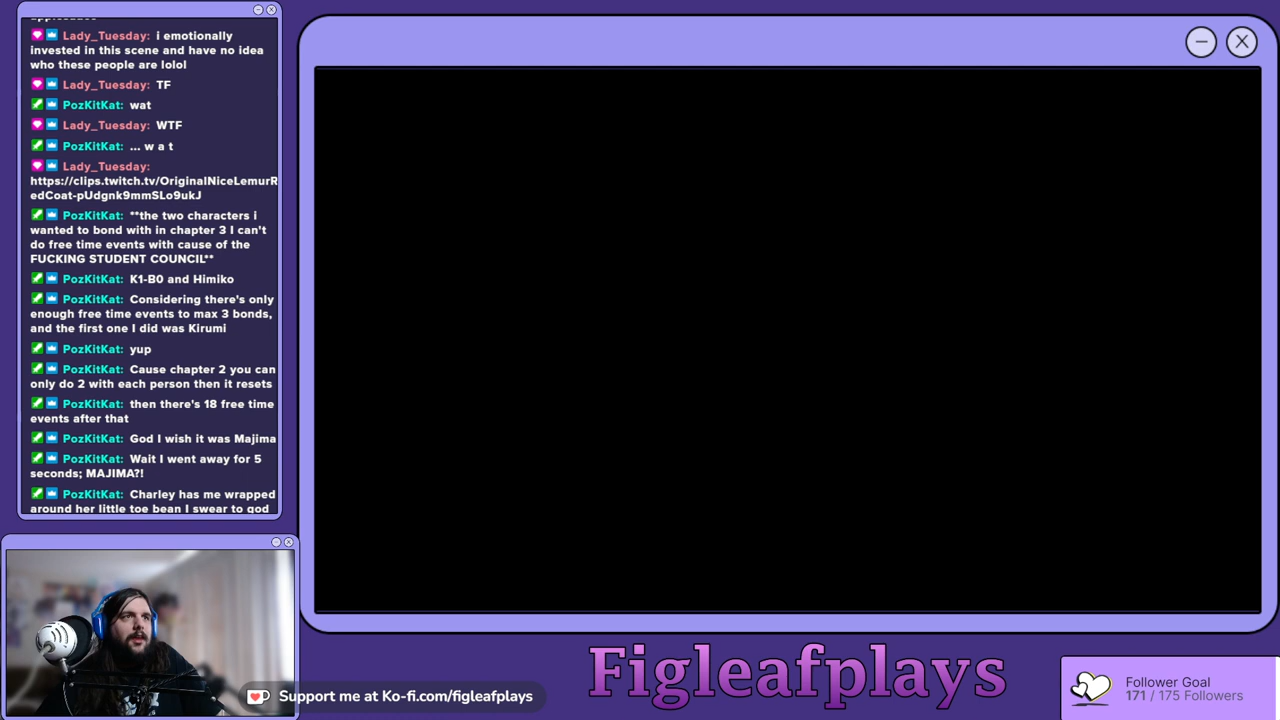 Lady_Tuesday: i emotionally
invested in this scene and have no idea
who these people are lolol
Lady_Tuesday: TF
PozKitKat: wat
Lady_Tuesday: WTF
PozKitKat: ... w a t
Lady_Tuesday:
https://clips.twitch.tv/OriginalNiceLemurR
edCoat-pUdgnk9mmSLo9ukJ
PozKitKat: **the two characters i
wanted to bond with in chapter 3 I can't
do free time events with cause of the
FUCKING STUDENT COUNCIL**
PozKitKat: K1-B0 and Himiko
PozKitKat: Considering there's only
enough free time events to max 3 bonds,
and the first one I did was Kirumi
PozKitKat: yup
PozKitKat: Cause chapter 2 you can
only do 2 with each person then it resets
PozKitKat: then there's 18 free time
events after that
PozKitKat: God I wish it was Majima
PozKitKat: Wait I went away for 5
seconds; MAJIMA?!
PozKitKat: Charley has me wrapped
around her little toe bean I swear to god
Support me at Ko-fi.com/figleafplays
Figleafplays
Follower Goal
171 / 175 Followers